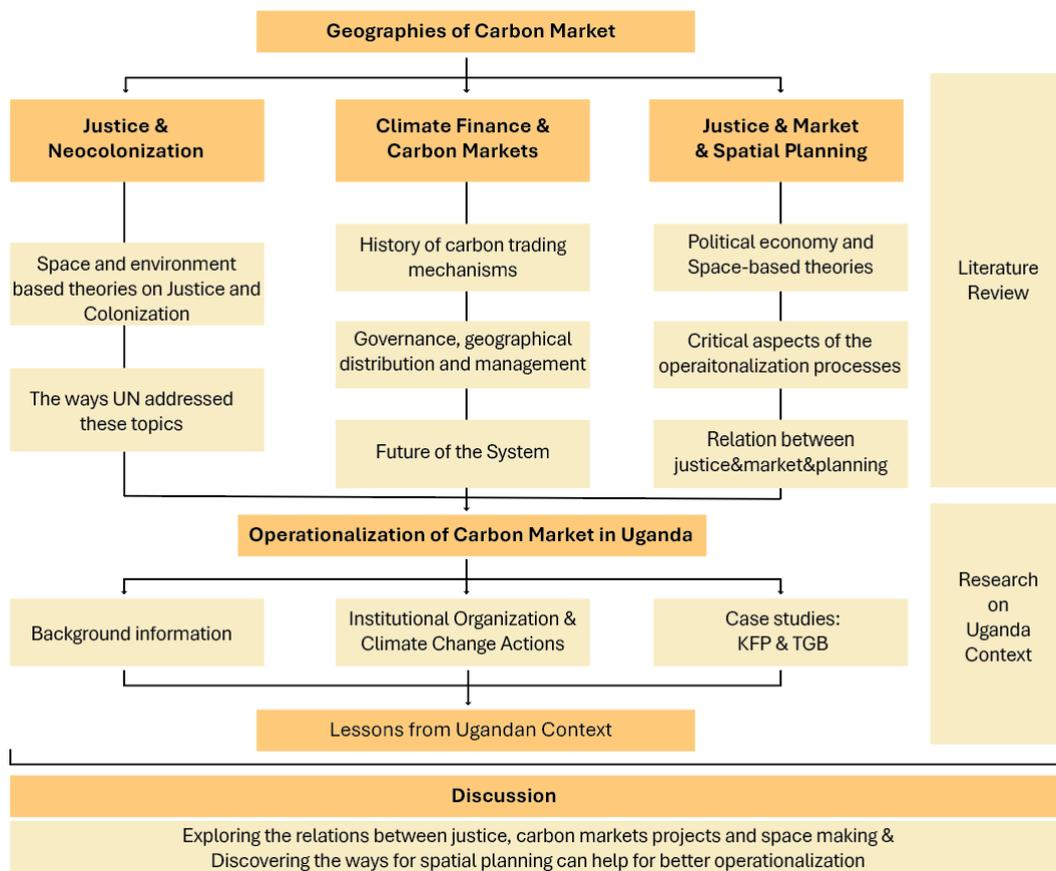 Geographies of Carbon Market
Justice &
Neocolonization
Climate Finance &
Carbon Markets
Justice & Market
& Spatial Planning
Space and environment
based theories on Justice and
Colonization
The ways UN addressed
these topics
History of carbon trading
mechanisms
Governance, geographical
distribution and management
Future of the System
Political economy and
Space-based theories
Critical aspects of the
operaitonalization processes
Relation between
justice&market&planning
Literature
Review
Operationalization of Carbon Market in Uganda
Background information
Institutional Organization &
Climate Change Actions
Case studies:
KFP & TGB
Research
on
Uganda
Context
Lessons from Ugandan Context
Discussion
Exploring the relations between justice, carbon markets projects and space making &
Discovering the ways for spatial planning can help for better operationalization